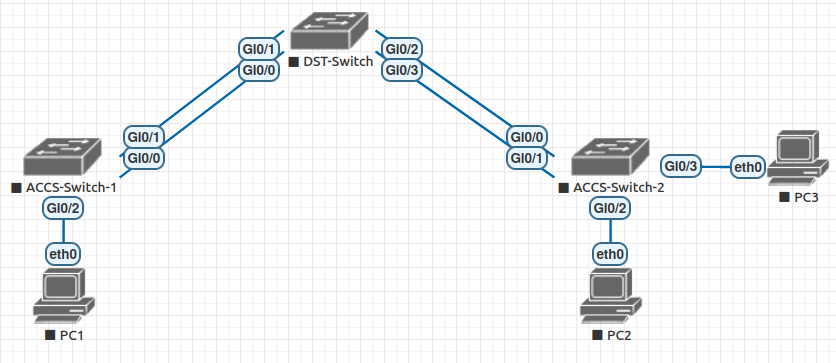 GI0/1
GI0/2
DST-Switch
GI0/0
GI0/3
GI0/1
GI0/0
GI0/0
GI0/1
ACCS-Switch-1
ACCS-Switch-2
GI0/3
eth0
PC3
GI0/2
GI0/2
eth0
eth0
PC1
PC2